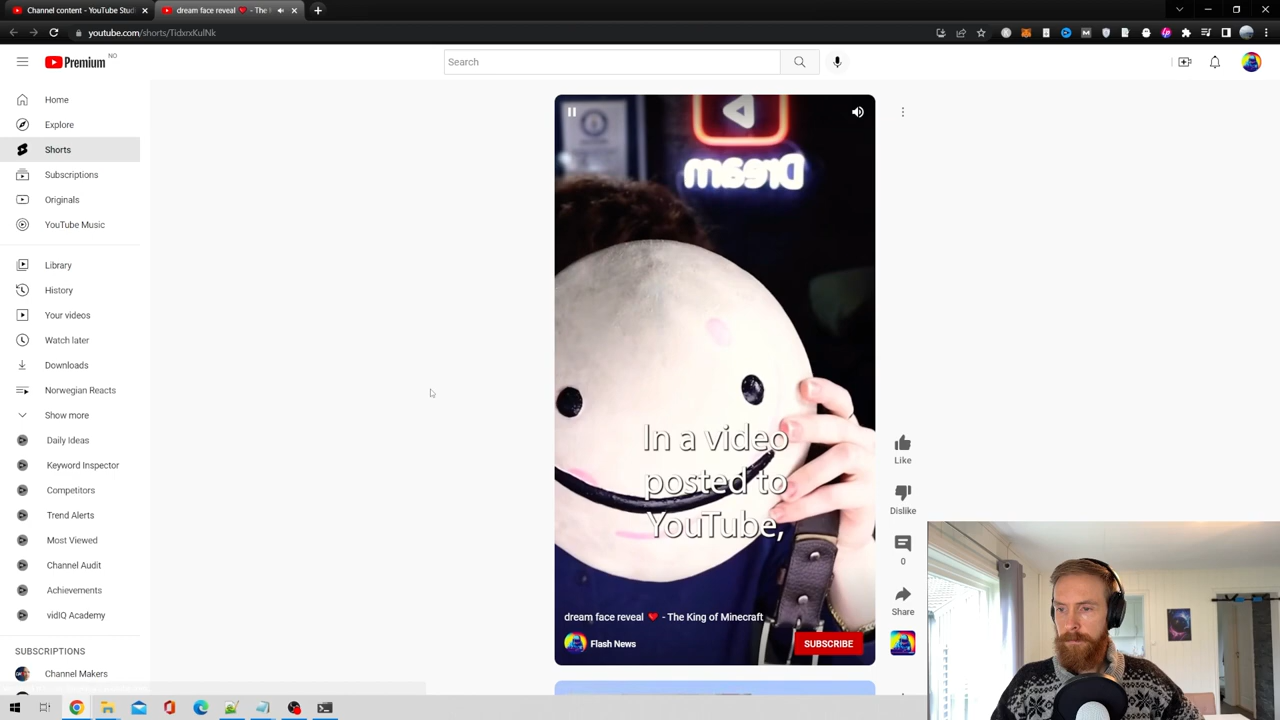 Channel content - YouTube Studi
dream face reveal ❤️ - The K
youtube.com/shorts/TidxrxKulNk
Premium
NO
Search
Home
Explore
Shorts
Subscriptions
Originals
YouTube Music
Library
History
Your videos
Watch later
Downloads
Norwegian Reacts
Show more
Daily Ideas
Keyword Inspector
Competitors
Trend Alerts
Most Viewed
Channel Audit
Achievements
vidIQ Academy
SUBSCRIPTIONS
Channel Makers
Dream
In a video
posted to
YouTube,
dream face reveal ❤️ - The King of Minecraft
Flash News
SUBSCRIBE
Like
Dislike
0
Share